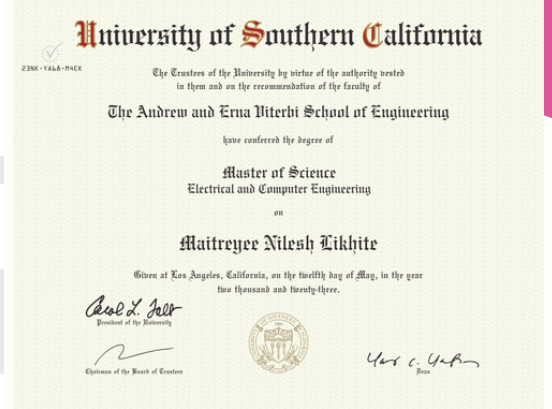 University of Southern California
23NK-YA68-M4EK
The Trustees of the University by virtue of the authority vested
in them and on the recommendation of the faculty of
The Andrew and Erna Viterbi School of Engineering
have conferred the degree of
Master of Science
Electrical and Computer Engineering
on
Maitreyee Nilesh Likhite
Given at Los Angeles, California, on the twelfth day of May, in the year
two thousand and twenty-three.
Carol L. Folt
President of the University
Chairman of the Board of Trustees
Dean